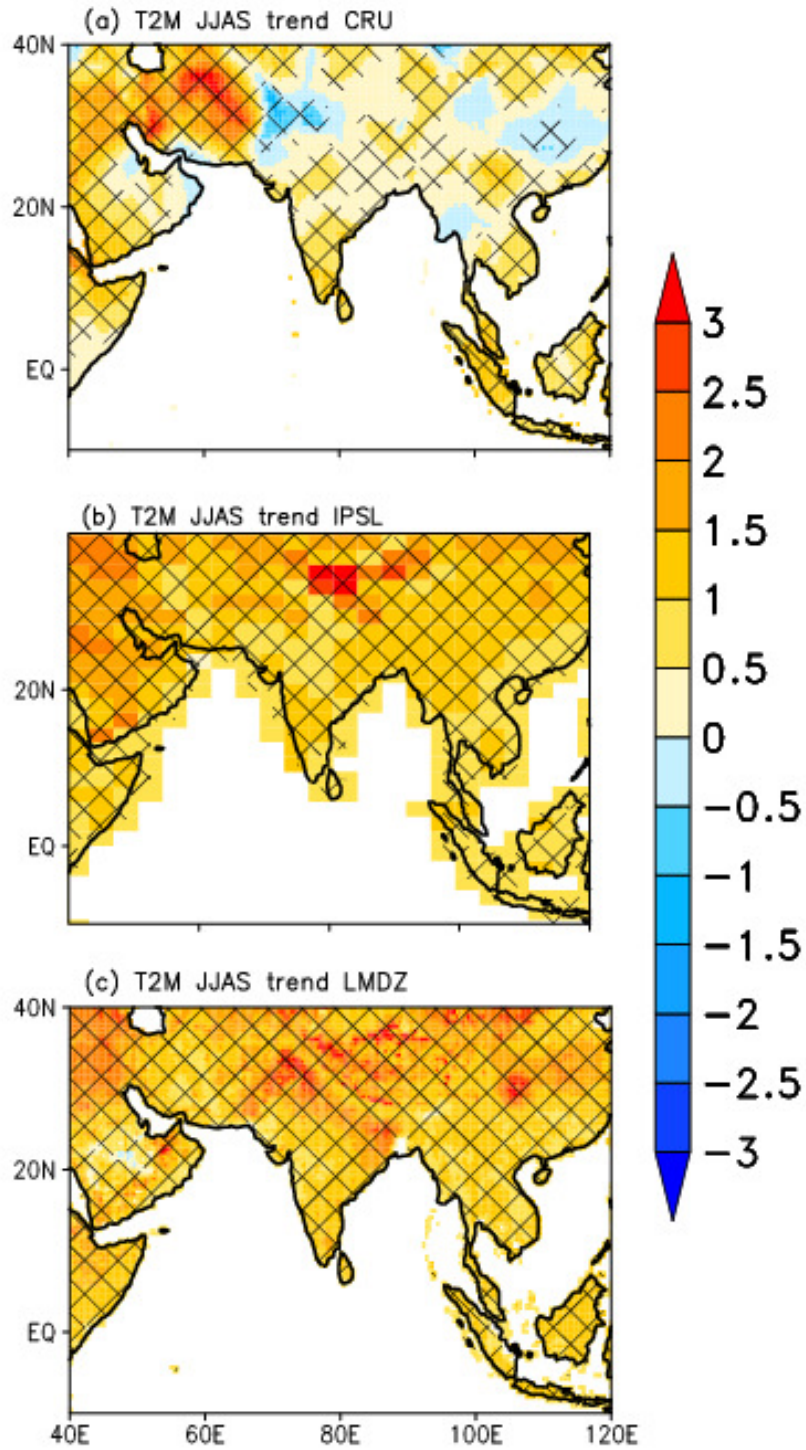 (a) T2M JJAS trend CRU
40N
20N
EQ
(b) T2M JJAS trend IPSL
20N
EQ
(c) T2M JJAS trend LMDZ
40N
20N
EQ
40E 60E 80E 100E 120E
3
2.5
2
1.5
1
0.5
0
−0.5
−1
−1.5
−2
−2.5
−3